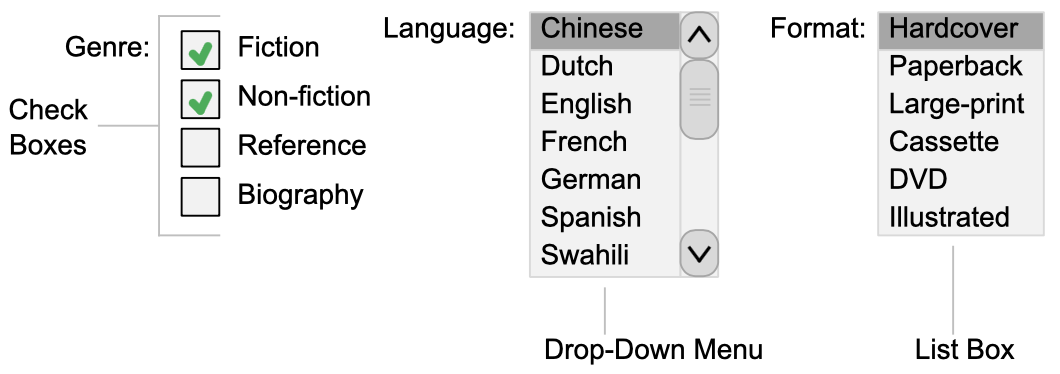 Genre:
Fiction
Non-fiction
Reference
Biography
Check
Boxes
Language:
Chinese
Dutch
English
French
German
Spanish
Swahili
Drop-Down Menu
Format:
Hardcover
Paperback
Large-print
Cassette
DVD
Illustrated
List Box